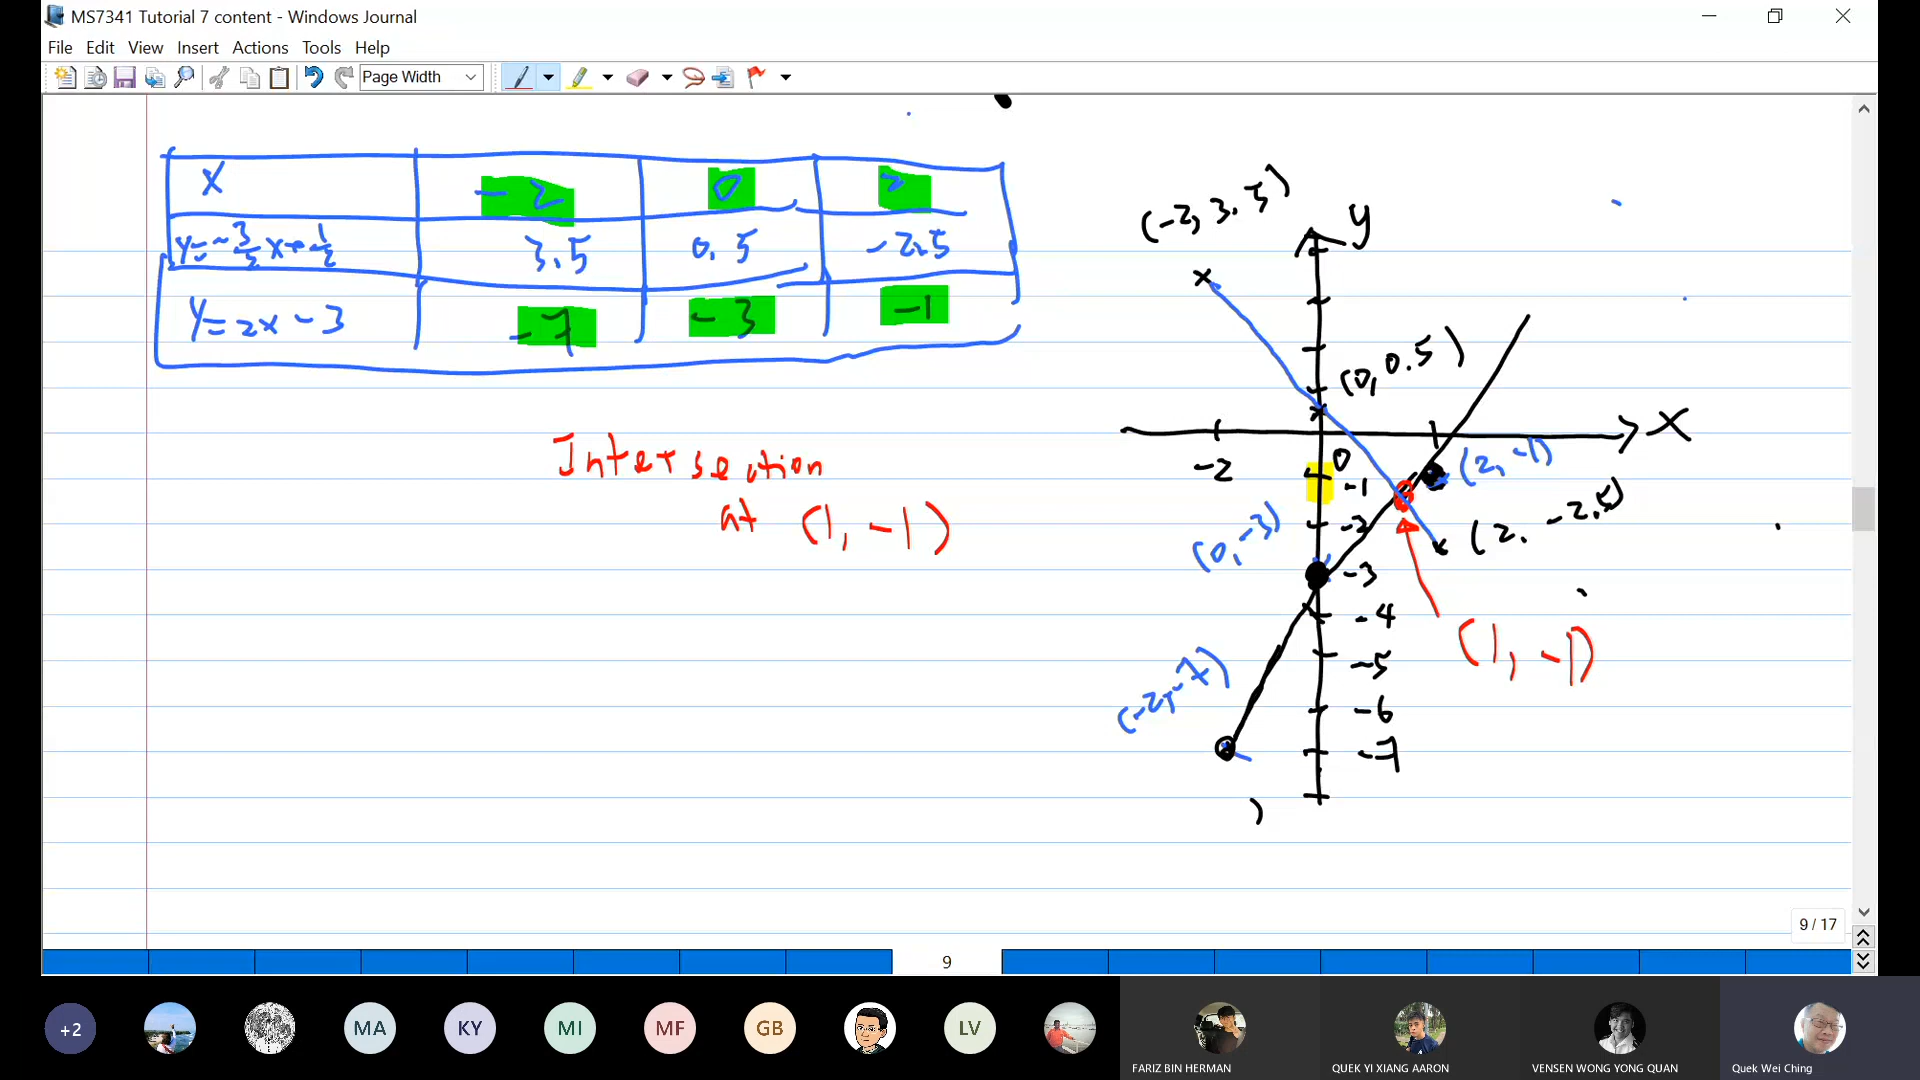 MS7341 Tutorial 7 content - Windows Journal
File Edit View Insert Actions Tools Help
Page Width
x -2 0 2
y=-3/2x+1/2 3.5 0.5 -2.5
y=2x-3 -7 -3 -1
Intersection
at (1, -1)
(-2, 3.5) y
(0, 0.5)
x
-2 0
-1 (2, -1)
(0, -3) -2 (2, -2.5)
-3
-4
(1, -1)
(-2, -7) -5
-6
-7
)
9 / 17
9
+2 MA KY MI MF GB LV
FARIZ BIN HERMAN QUEK YI XIANG AARON VENSEN WONG YONG QUAN Quek Wei Ching